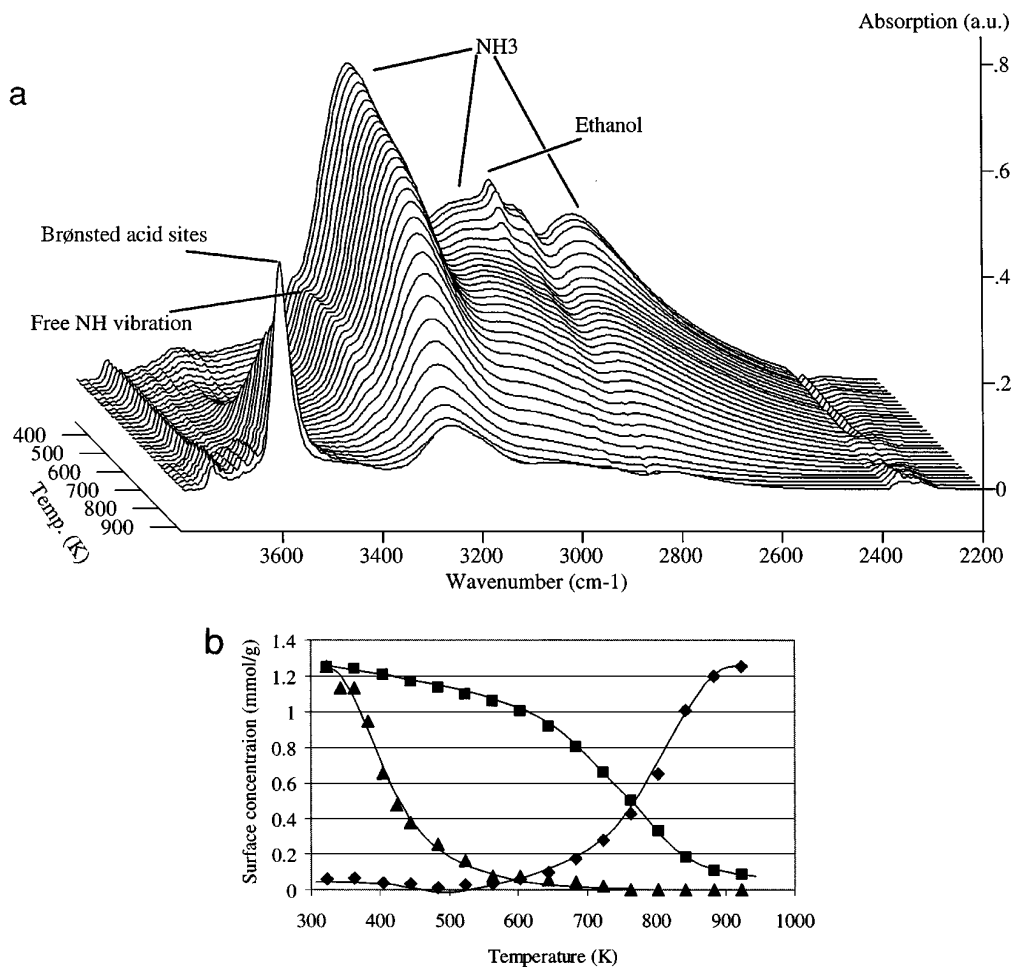 Absorption (a.u.)
a
NH3
.8
Ethanol
.6
Brønsted acid sites
.4
Free NH vibration
.2
400
500
600
700
800
900
Temp. (K)
0
3600 3400 3200 3000 2800 2600 2400 2200
Wavenumber (cm-1)
b
Surface concentraion (mmol/g)
1.4
1.2
1
0.8
0.6
0.4
0.2
0
300 400 500 600 700 800 900 1000
Temperature (K)